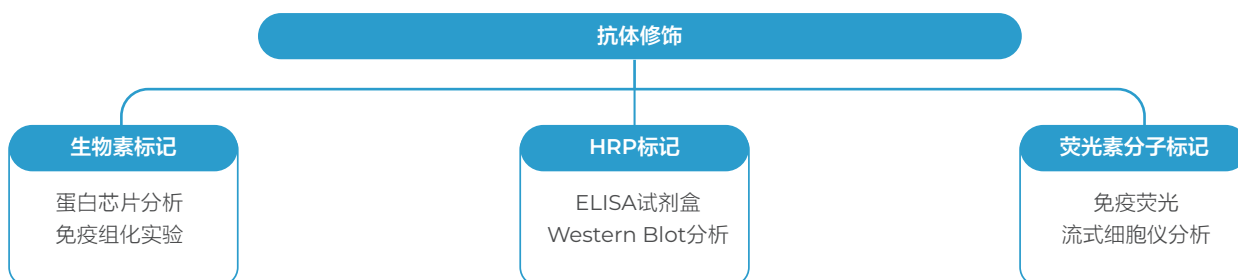 抗体修饰
生物素标记
蛋白芯片分析
免疫组化实验
HRP标记
ELISA试剂盒
Western Blot分析
荧光素分子标记
免疫荧光
流式细胞仪分析